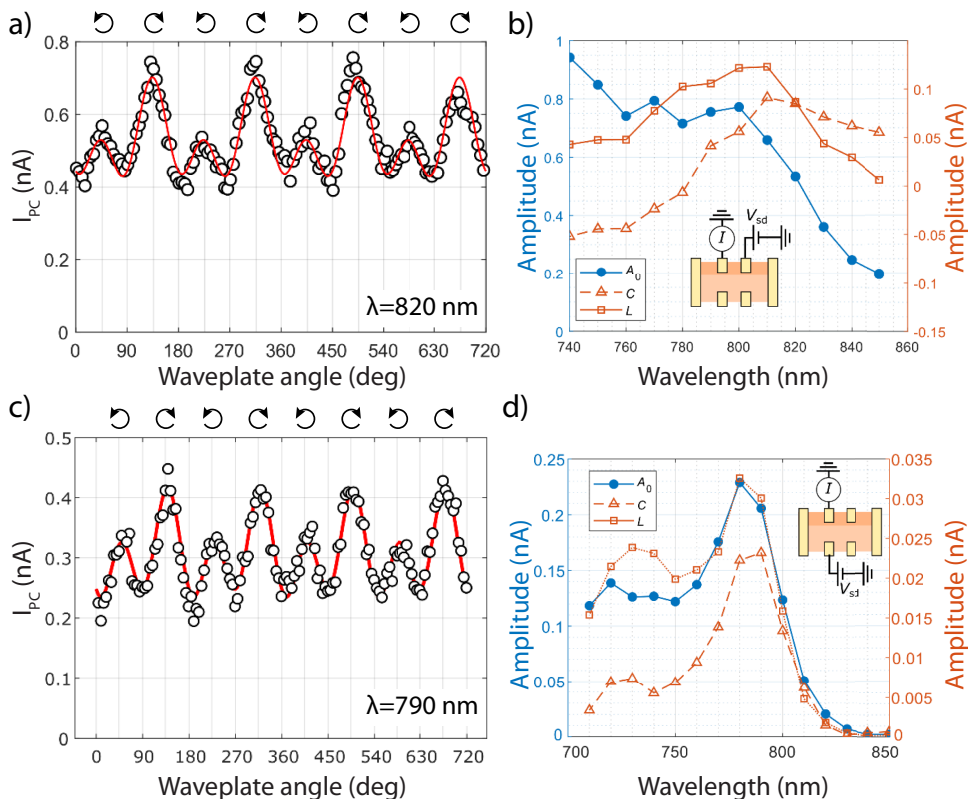 a)
I_PC (nA)
0.8
0.6
0.4
0.2
0
0 90 180 270 360 450 540 630 720
Waveplate angle (deg)
λ=820 nm
b)
Amplitude (nA)
1
0.8
0.6
0.4
0.2
0
740 760 780 800 820 840 860
Wavelength (nm)
0.1
0.05
0
-0.05
-0.1
-0.15
Amplitude (nA)
A₀
C
L
I
V_sd
c)
I_PC (nA)
0.5
0.4
0.3
0.2
0.1
0
0 90 180 270 360 450 540 630 720
Waveplate angle (deg)
λ=790 nm
d)
Amplitude (nA)
0.25
0.2
0.15
0.1
0.05
0
700 750 800 850
Wavelength (nm)
0.035
0.03
0.025
0.02
0.015
0.01
0.005
0
Amplitude (nA)
A₀
C
L
I
V_sd